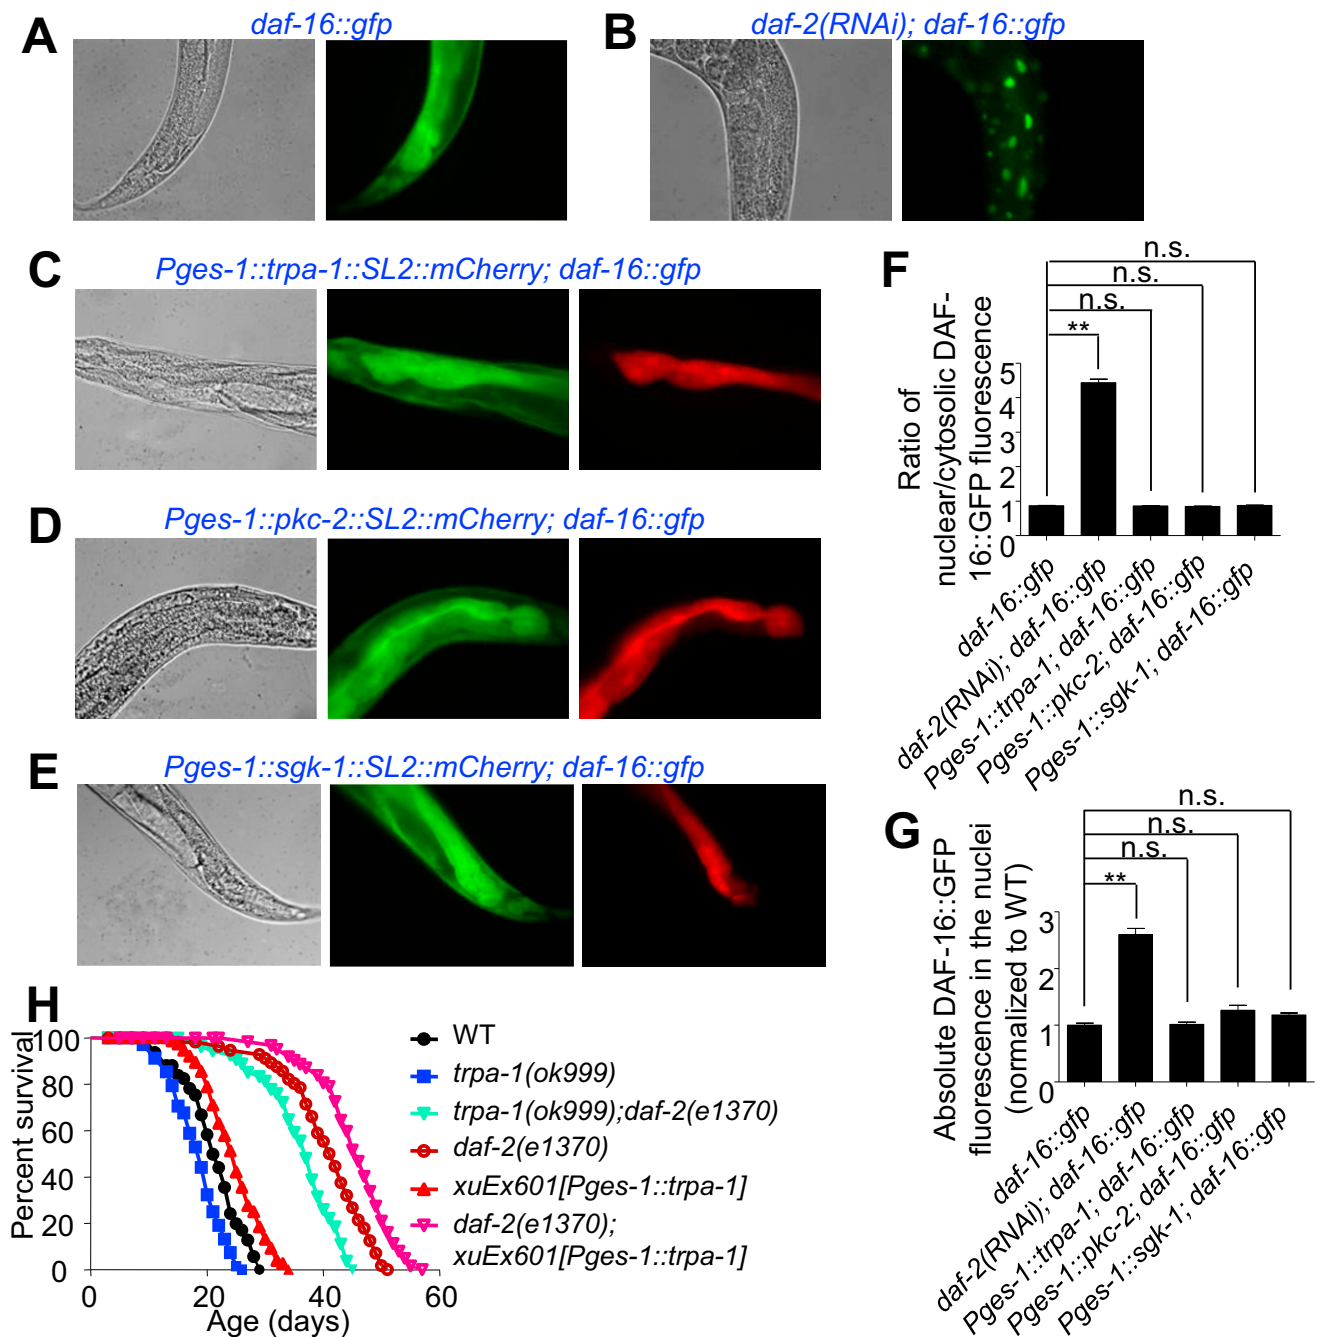 A
daf-16::gfp
B
daf-2(RNAi); daf-16::gfp
C
Pges-1::trpa-1::SL2::mCherry; daf-16::gfp
D
Pges-1::pkc-2::SL2::mCherry; daf-16::gfp
E
Pges-1::sgk-1::SL2::mCherry; daf-16::gfp
F
n.s.
n.s.
n.s.
**
Ratio of
nuclear/cytosolic DAF-
16::GFP fluorescence
5
4
3
2
1
0
daf-16::gfp
daf-2(RNAi); daf-16::gfp
Pges-1::trpa-1; daf-16::gfp
Pges-1::pkc-2; daf-16::gfp
Pges-1::sgk-1; daf-16::gfp
G
n.s.
n.s.
n.s.
**
Absolute DAF-16::GFP
fluorescence in the nuclei
(normalized to WT)
3
2
1
0
daf-16::gfp
daf-2(RNAi); daf-16::gfp
Pges-1::trpa-1; daf-16::gfp
Pges-1::pkc-2; daf-16::gfp
Pges-1::sgk-1; daf-16::gfp
H
Percent survival
100
80
60
40
20
0
0 20 40 60
Age (days)
WT
trpa-1(ok999)
trpa-1(ok999);daf-2(e1370)
daf-2(e1370)
xuEx601[Pges-1::trpa-1]
daf-2(e1370);
xuEx601[Pges-1::trpa-1]